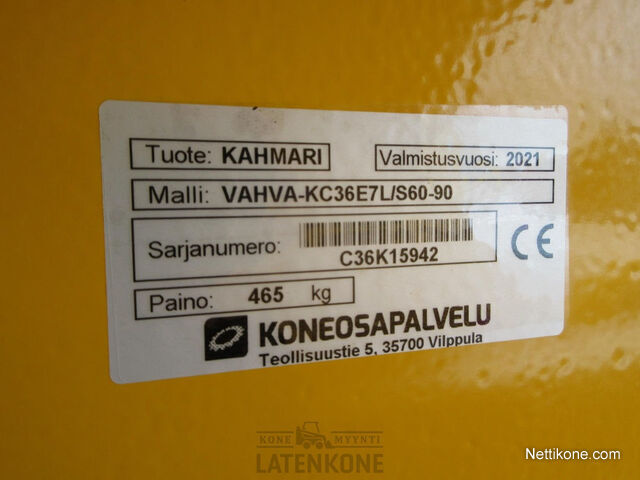 Tuote: KAHMARI Valmistusvuosi: 2021
Malli: VAHVA-KC36E7L/S60-90
Sarjanumero: C36K15942
Paino: 465 kg
KONEOSAPALVELU
Teollisuustie 5, 35700 Vilppula
CE
KONE MYYNTI
LATENKONE
Nettikone.com